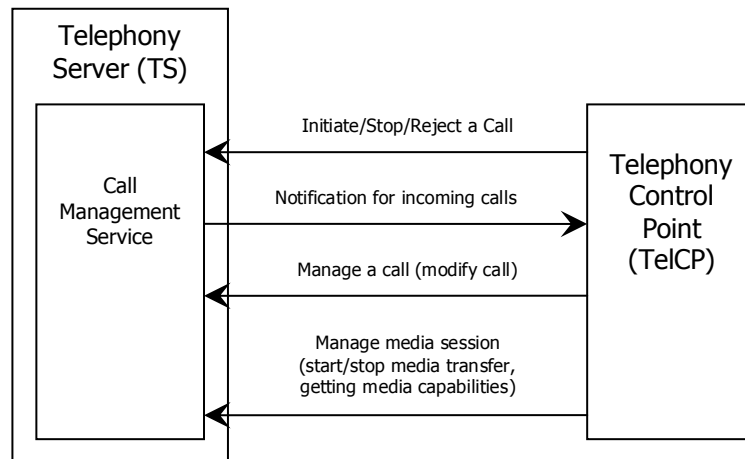 Telephony
Server (TS)
Call
Management
Service
Initiate/Stop/Reject a Call
Notification for incoming calls
Manage a call (modify call)
Manage media session
(start/stop media transfer,
getting media capabilities)
Telephony
Control
Point
(TelCP)